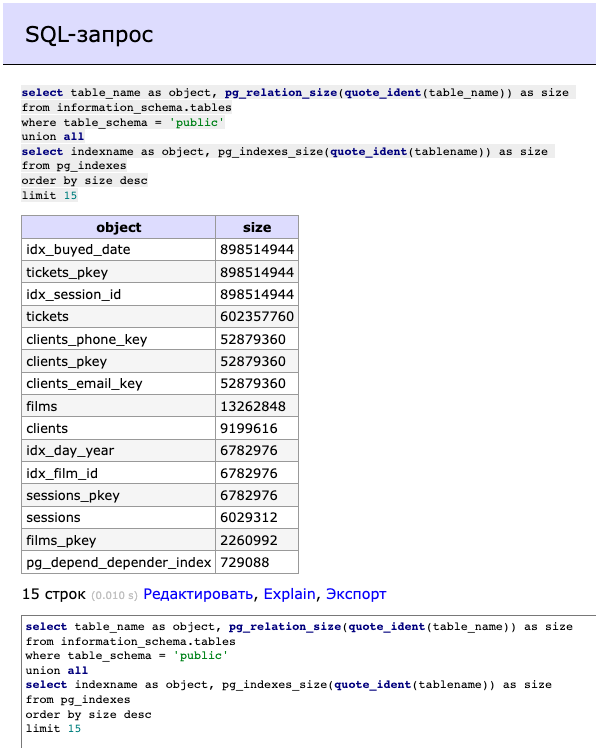 SQL-запрос
select table_name as object, pg_relation_size(quote_ident(table_name)) as size
from information_schema.tables
where table_schema = 'public'
union all
select indexname as object, pg_indexes_size(quote_ident(tablename)) as size
from pg_indexes
order by size desc
limit 15
object size
idx_buyed_date 898514944
tickets_pkey 898514944
idx_session_id 898514944
tickets 602357760
clients_phone_key 52879360
clients_pkey 52879360
clients_email_key 52879360
films 13262848
clients 9199616
idx_day_year 6782976
idx_film_id 6782976
sessions_pkey 6782976
sessions 6029312
films_pkey 2260992
pg_depend_depender_index 729088
15 строк (0.010 s) Редактировать, Explain, Экспорт
select table_name as object, pg_relation_size(quote_ident(table_name)) as size
from information_schema.tables
where table_schema = 'public'
union all
select indexname as object, pg_indexes_size(quote_ident(tablename)) as size
from pg_indexes
order by size desc
limit 15